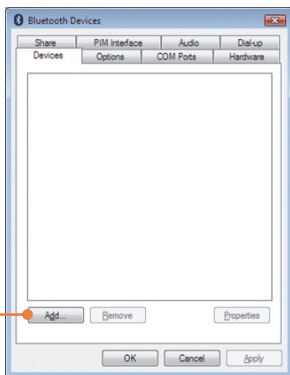 Bluetooth Devices
Share PIM Interface Audio Dial-up
Devices Options COM Ports Hardware
Add... Remove Properties
OK Cancel Apply